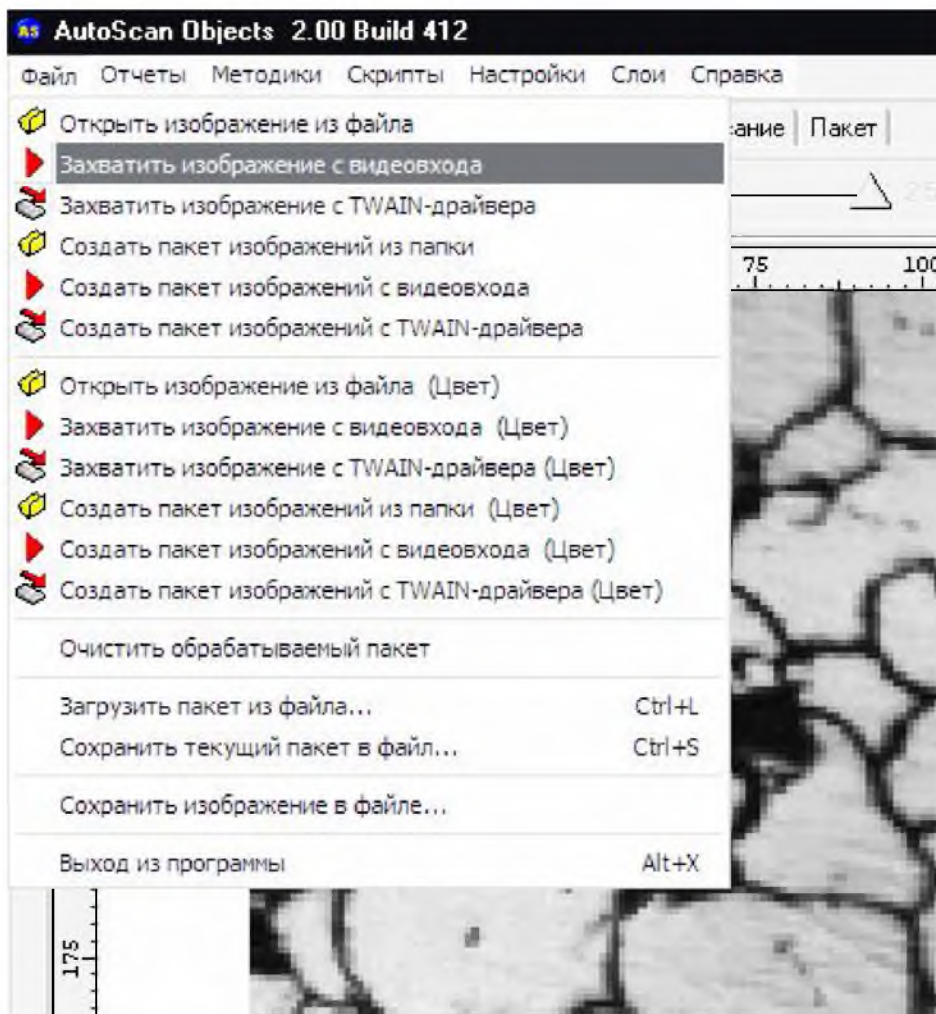 AutoScan Objects 2.00 Build 412
Файл Отчеты Методики Скрипты Настройки Слои Справка
Открыть изображение из файла
Захватить изображение с видеовхода
Захватить изображение с TWAIN-драйвера
Создать пакет изображений из папки
Создать пакет изображений с видеовхода
Создать пакет изображений с TWAIN-драйвера
Открыть изображение из файла (Цвет)
Захватить изображение с видеовхода (Цвет)
Захватить изображение с TWAIN-драйвера (Цвет)
Создать пакет изображений из папки (Цвет)
Создать пакет изображений с видеовхода (Цвет)
Создать пакет изображений с TWAIN-драйвера (Цвет)
Очистить обрабатываемый пакет
Загрузить пакет из файла... Ctrl+L
Сохранить текущий пакет в файл... Ctrl+S
Сохранить изображение в файле...
Выход из программы Alt+X
Пакет
75 100
175